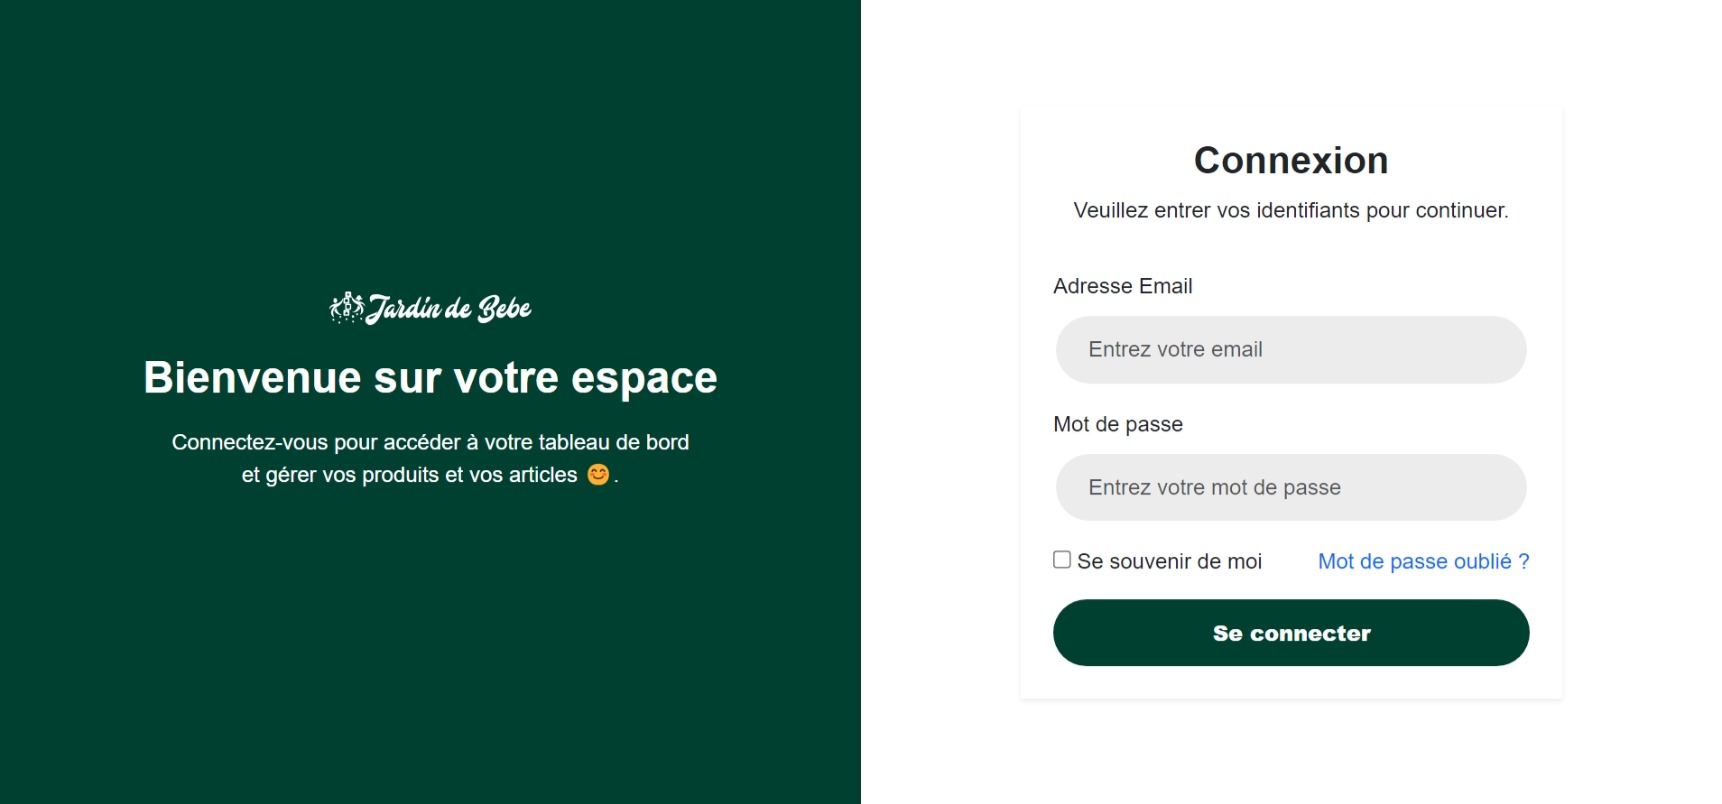 Jardin de Bebe
Bienvenue sur votre espace
Connectez-vous pour accéder à votre tableau de bord
et gérer vos produits et vos articles 😊.
Connexion
Veuillez entrer vos identifiants pour continuer.
Adresse Email
Entrez votre email
Mot de passe
Entrez votre mot de passe
Se souvenir de moi
Mot de passe oublié ?
Se connecter